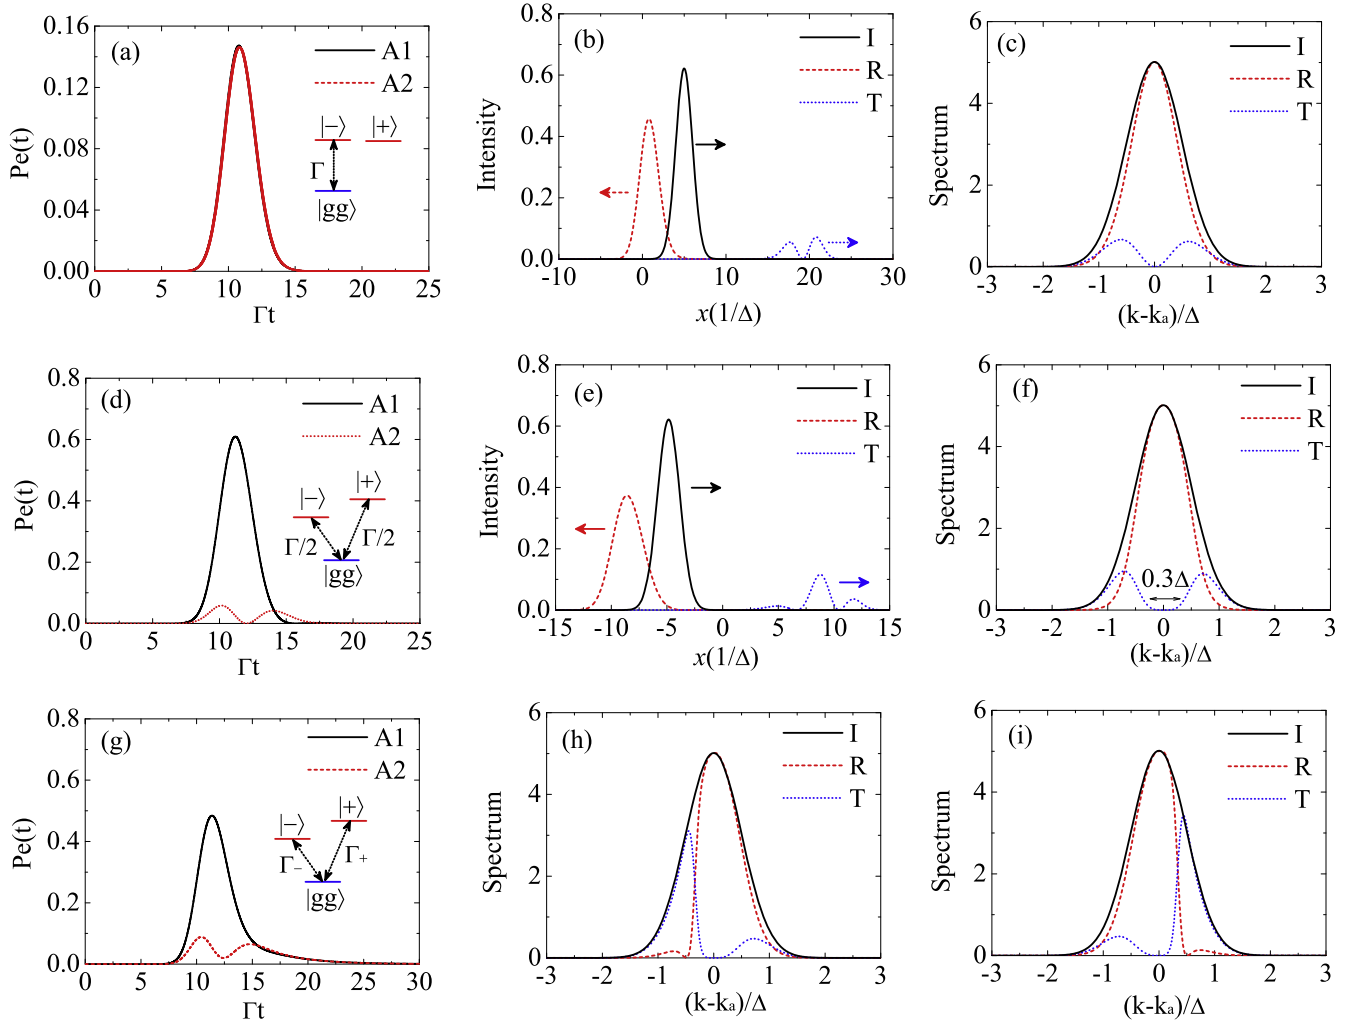 (a)
A1
A2
|−⟩ |+⟩
Γ
|gg⟩
Pe(t)
0.16
0.12
0.08
0.04
0.00
0 5 10 15 20 25
Γt
(b)
I
R
T
Intensity
0.8
0.6
0.4
0.2
0.0
-10 0 10 20 30
x(1/Δ)
(c)
I
R
T
Spectrum
6
4
2
0
-3 -2 -1 0 1 2 3
(k-kₐ)/Δ
(d)
A1
A2
|−⟩ |+⟩
Γ/2 Γ/2
|gg⟩
Pe(t)
0.8
0.6
0.4
0.2
0.0
0 5 10 15 20 25
Γt
(e)
I
R
T
Intensity
0.8
0.6
0.4
0.2
0.0
-15 -10 -5 0 5 10 15
x(1/Δ)
(f)
I
R
T
0.3Δ
Spectrum
6
4
2
0
-3 -2 -1 0 1 2 3
(k-kₐ)/Δ
(g)
A1
A2
|−⟩ |+⟩
Γ₋ Γ₊
|gg⟩
Pe(t)
0.8
0.6
0.4
0.2
0.0
0 5 10 15 20 25 30
Γt
(h)
I
R
T
Spectrum
6
4
2
0
-3 -2 -1 0 1 2 3
(k-kₐ)/Δ
(i)
I
R
T
Spectrum
6
4
2
0
-3 -2 -1 0 1 2 3
(k-kₐ)/Δ